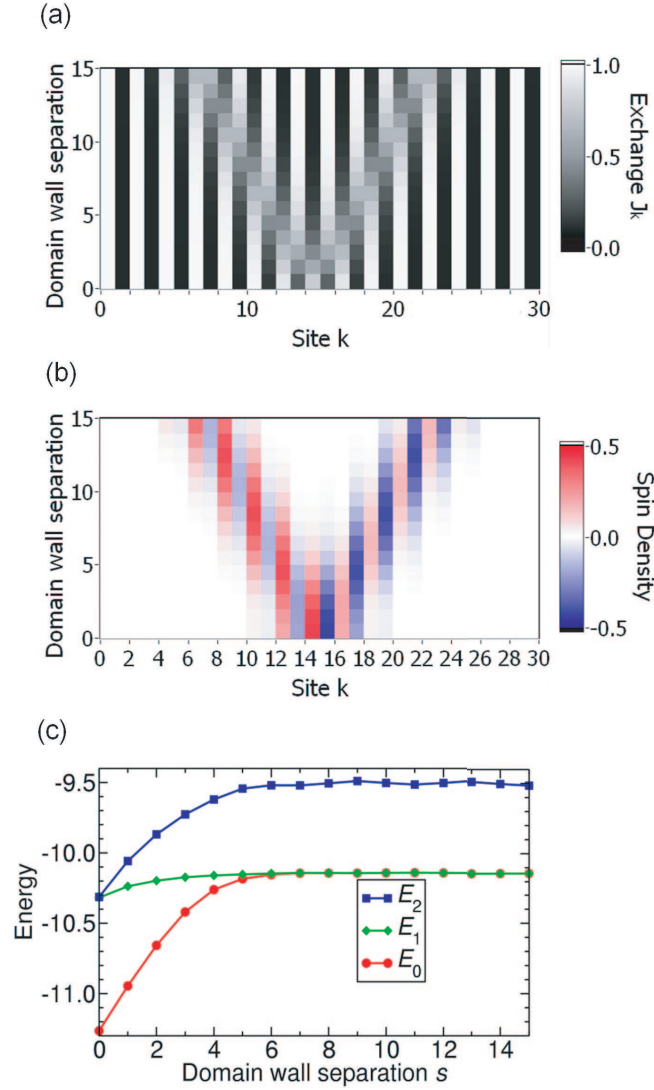 (a)
15
10
5
0
Domain wall separation
0 10 20 30
Site k
1.0
0.5
0.0
Exchange Jk
(b)
15
10
5
0
Domain wall separation
0 2 4 6 8 10 12 14 16 18 20 22 24 26 28 30
Site k
0.5
0.0
-0.5
Spin Density
(c)
-9.5
-10.0
-10.5
-11.0
Energy
E2
E1
E0
0 2 4 6 8 10 12 14
Domain wall separation s